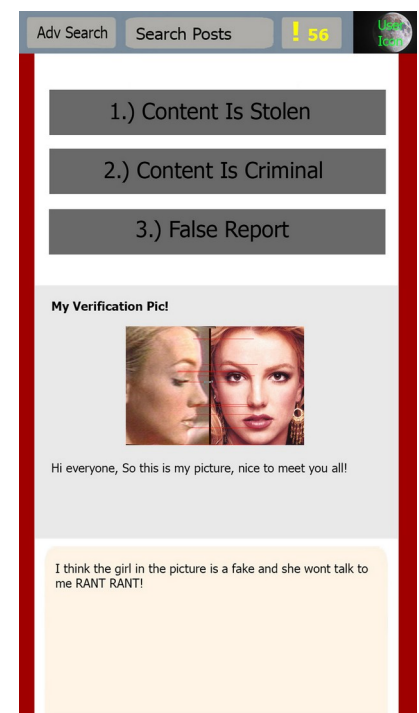 Adv Search
Search Posts
! 56
User
Icon
1.) Content Is Stolen
2.) Content Is Criminal
3.) False Report
My Verification Pic!
Hi everyone, So this is my picture, nice to meet you all!
I think the girl in the picture is a fake and she wont talk to
me RANT RANT!